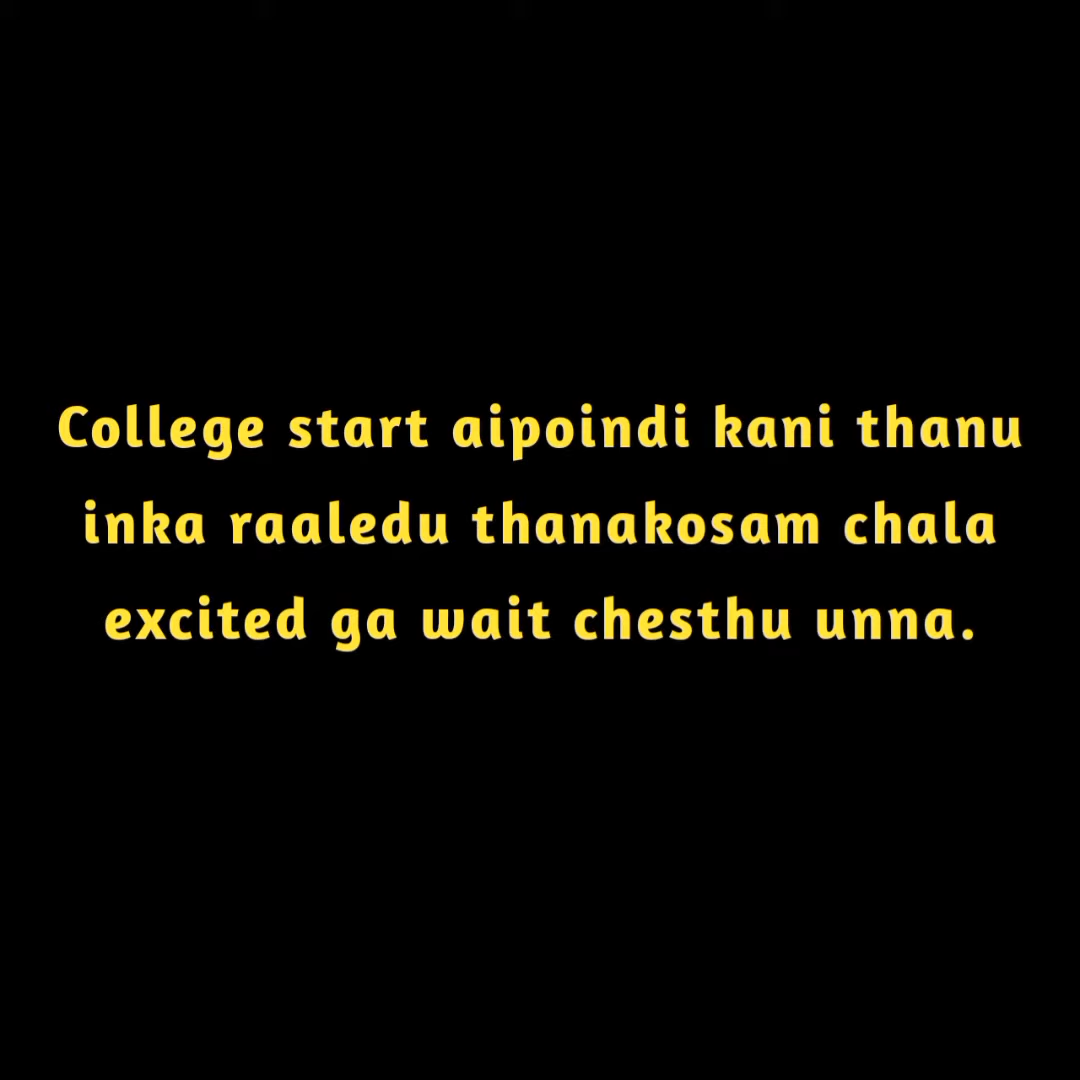 College start aipoindi kani thanu
inka raaledu thanakosam chala
excited ga wait chesthu unna.